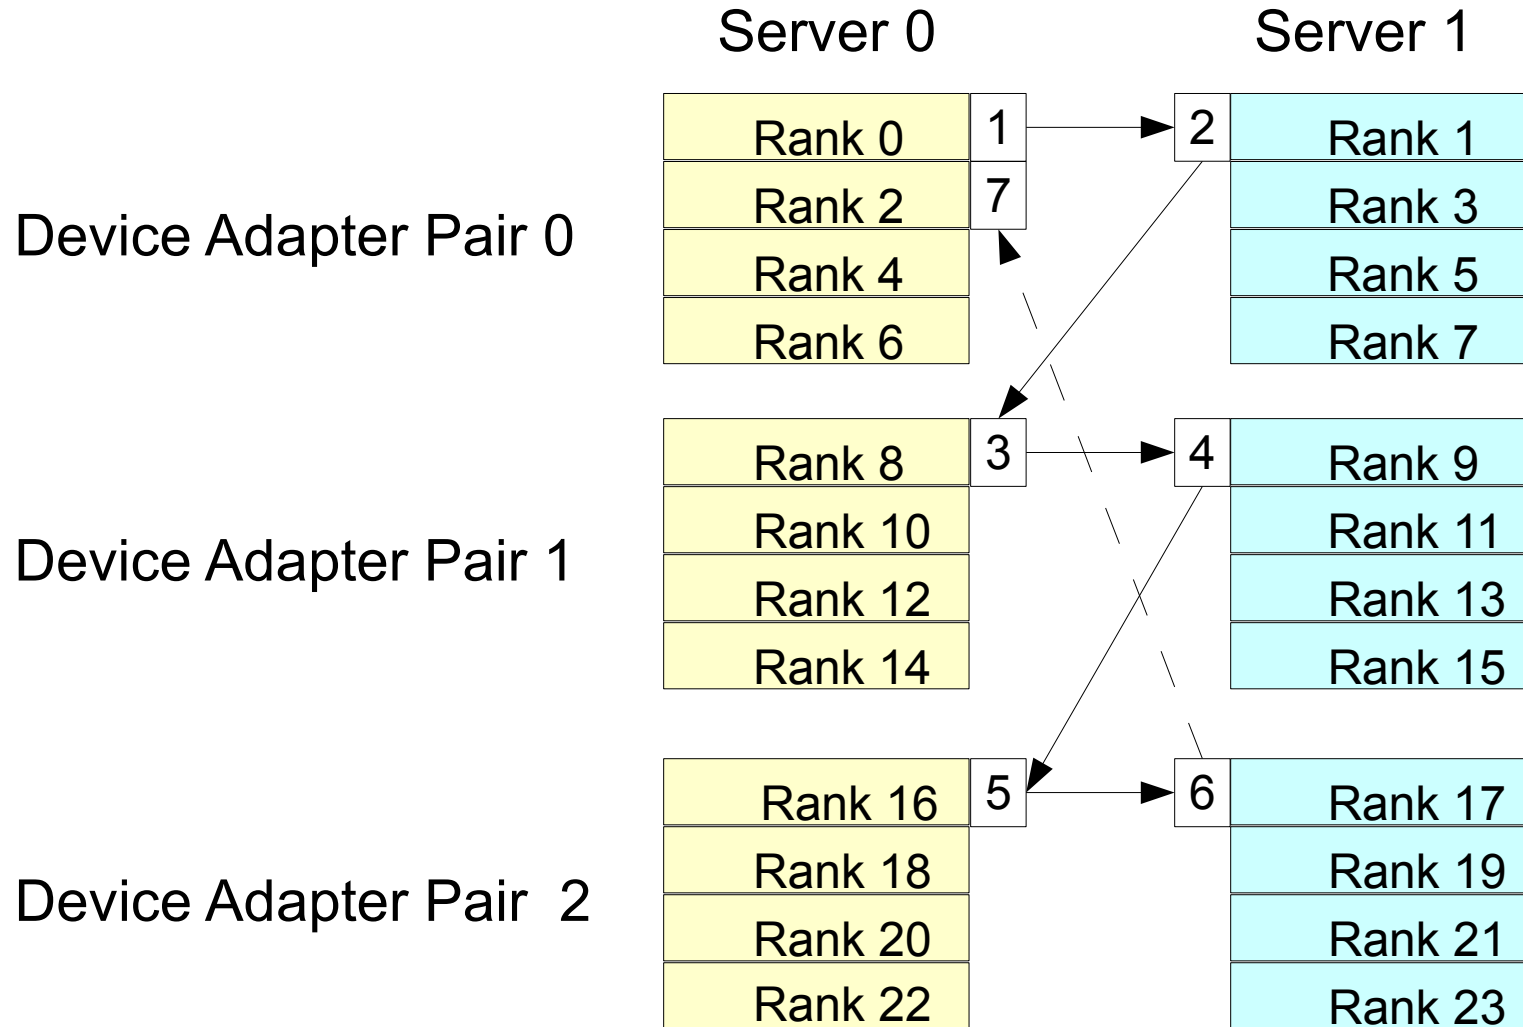 Server 0 Server 1
Rank 0 1 2 Rank 1
Rank 2 7 Rank 3
Device Adapter Pair 0
Rank 4 Rank 5
Rank 6 Rank 7
Rank 8 3 4 Rank 9
Rank 10 Rank 11
Device Adapter Pair 1
Rank 12 Rank 13
Rank 14 Rank 15
Rank 16 5 6 Rank 17
Rank 18 Rank 19
Device Adapter Pair 2
Rank 20 Rank 21
Rank 22 Rank 23